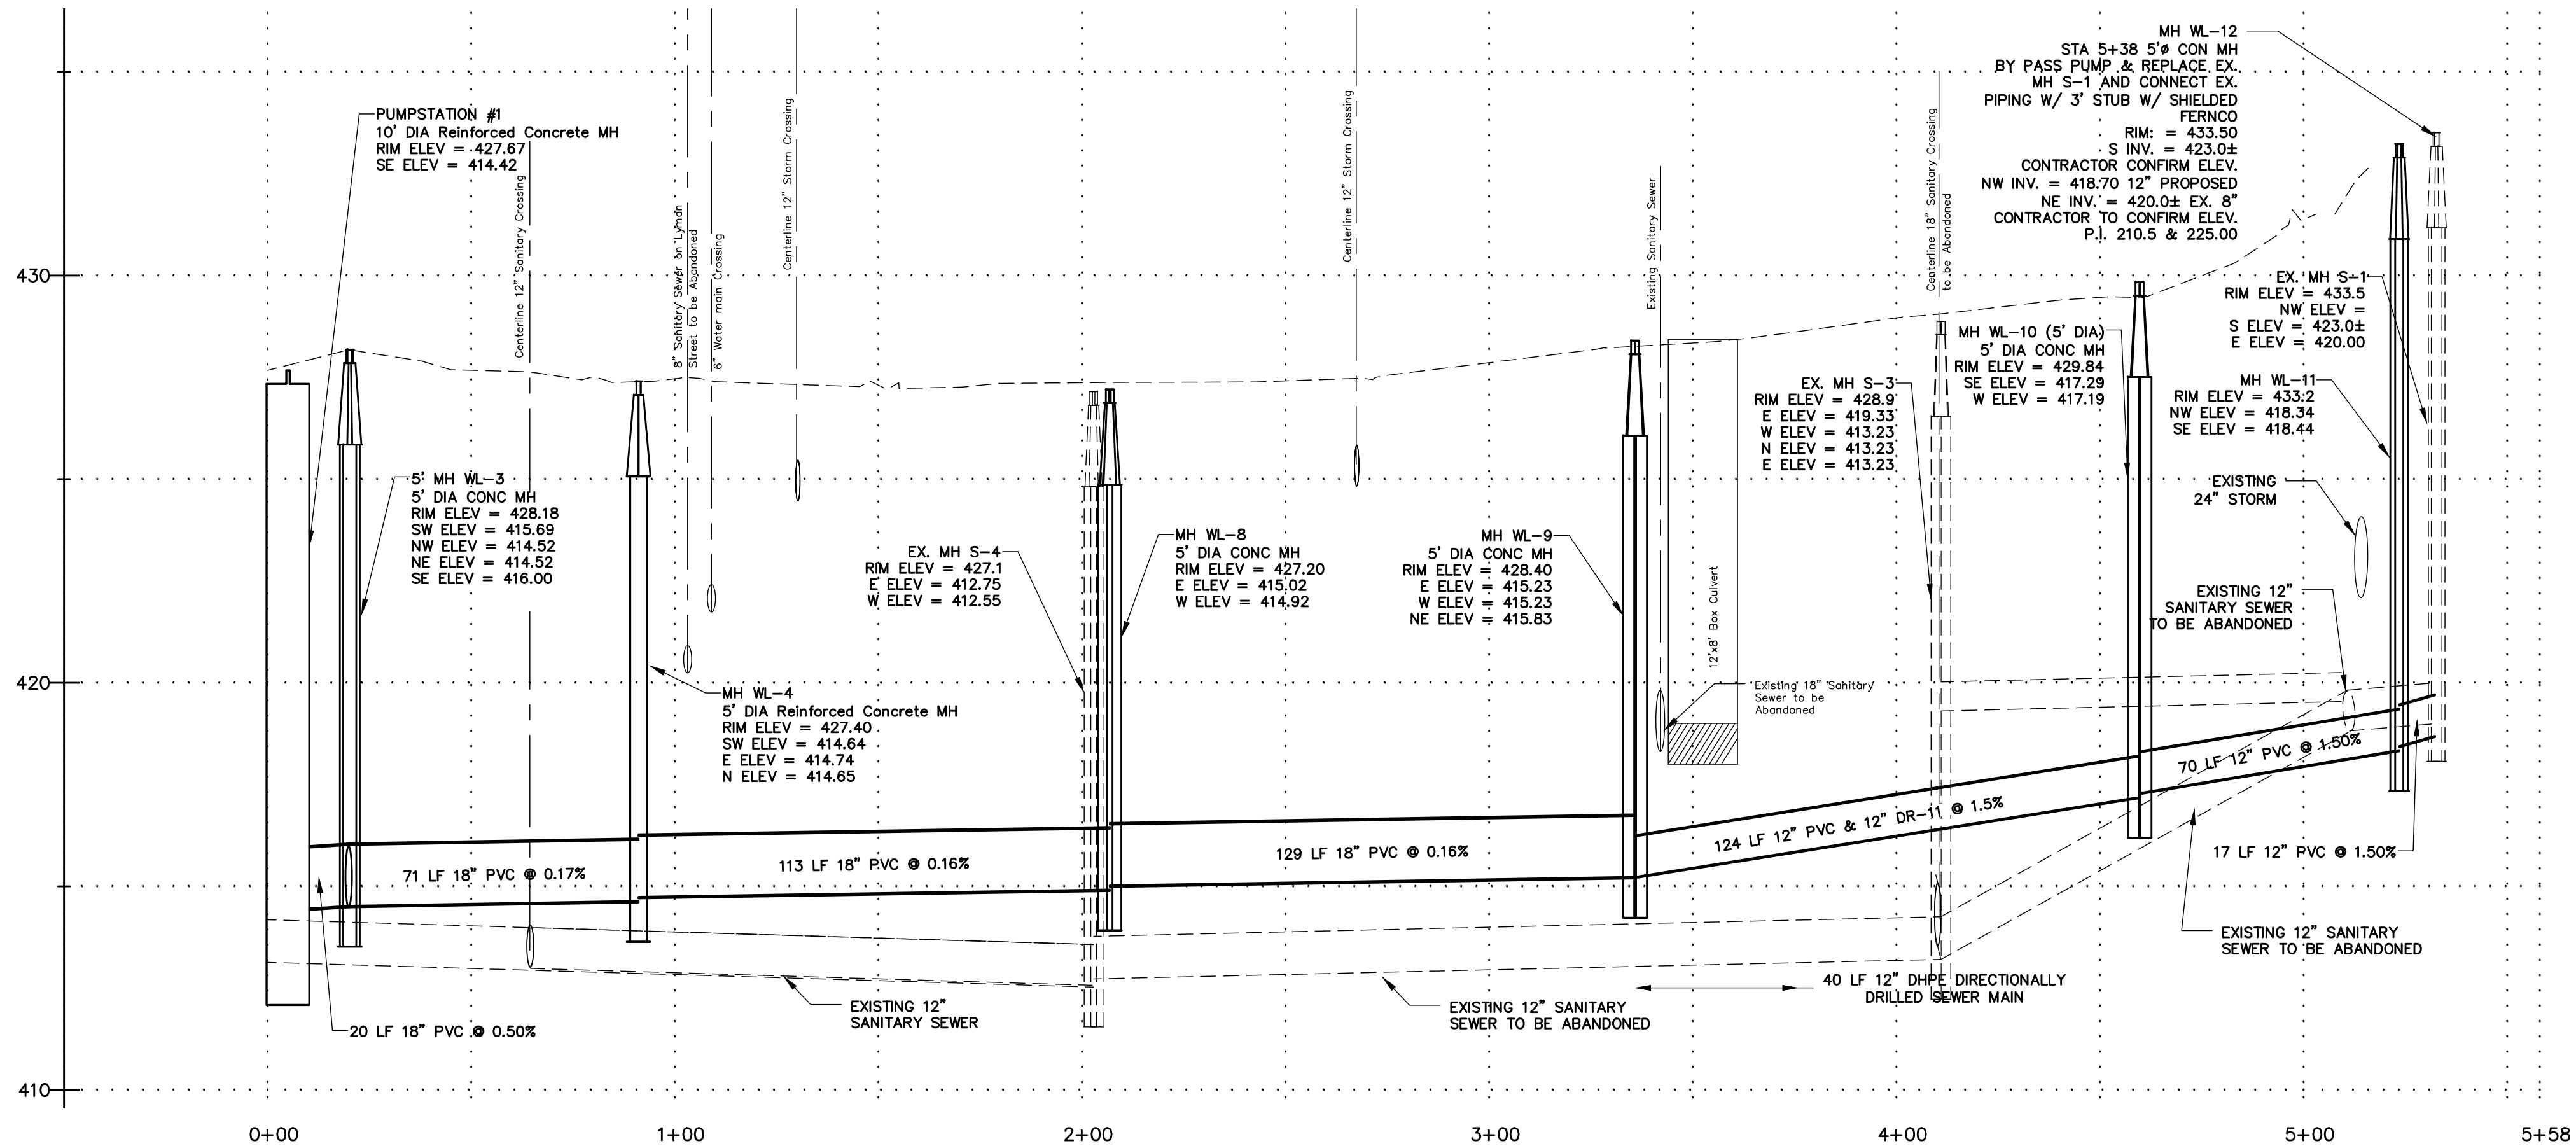 PUMPSTATION #1
10' DIA Reinforced Concrete MH
RIM ELEV = 427.67
SE ELEV = 414.42
Centerline 12" Sanitary Crossing
8" Sanitary Sewer on Lyman
Street to be Abandoned
6" Water main Crossing
Centerline 12" Storm Crossing
Centerline 12" Storm Crossing
Existing Sanitary Sewer
Centerline 18" Sanitary Crossing
to be Abandoned
MH WL-12
STA 5+38 5'ø CON MH
BY PASS PUMP & REPLACE EX.
MH S-1 AND CONNECT EX.
PIPING W/ 3' STUB W/ SHIELDED
FERNCO
RIM: = 433.50
S INV. = 423.0±
CONTRACTOR CONFIRM ELEV.
NW INV. = 418.70 12" PROPOSED
NE INV. = 420.0± EX. 8"
CONTRACTOR TO CONFIRM ELEV.
P.I. 210.5 & 225.00
430
EX. MH S-1
RIM ELEV = 433.5
NW ELEV =
S ELEV = 423.0±
E ELEV = 420.00
MH WL-10 (5' DIA)
5' DIA CONC MH
RIM ELEV = 429.84
SE ELEV = 417.29
W ELEV = 417.19
EX. MH S-3
RIM ELEV = 428.9
E ELEV = 419.33
W ELEV = 413.23
N ELEV = 413.23
E ELEV = 413.23
MH WL-11
RIM ELEV = 433.2
NW ELEV = 418.34
SE ELEV = 418.44
EXISTING
24" STORM
5' MH WL-3
5' DIA CONC MH
RIM ELEV = 428.18
SW ELEV = 415.69
NW ELEV = 414.52
NE ELEV = 414.52
SE ELEV = 416.00
EX. MH S-4
RIM ELEV = 427.1
E ELEV = 412.75
W ELEV = 412.55
MH WL-8
5' DIA CONC MH
RIM ELEV = 427.20
E ELEV = 415.02
W ELEV = 414.92
MH WL-9
5' DIA CONC MH
RIM ELEV = 428.40
E ELEV = 415.23
W ELEV = 415.23
NE ELEV = 415.83
12'x8' Box Culvert
EXISTING 12"
SANITARY SEWER
TO BE ABANDONED
420
MH WL-4
5' DIA Reinforced Concrete MH
RIM ELEV = 427.40
SW ELEV = 414.64
E ELEV = 414.74
N ELEV = 414.65
Existing 18" Sanitary
Sewer to be
Abandoned
71 LF 18" PVC @ 0.17%
113 LF 18" PVC @ 0.16%
129 LF 18" PVC @ 0.16%
124 LF 12" PVC & 12" DR-11 @ 1.5%
70 LF 12" PVC @ 1.50%
17 LF 12" PVC @ 1.50%
EXISTING 12" SANITARY
SEWER TO BE ABANDONED
40 LF 12" DHPE DIRECTIONALLY
DRILLED SEWER MAIN
EXISTING 12"
SANITARY SEWER
EXISTING 12" SANITARY
SEWER TO BE ABANDONED
20 LF 18" PVC @ 0.50%
410
0+00
1+00
2+00
3+00
4+00
5+00
5+58